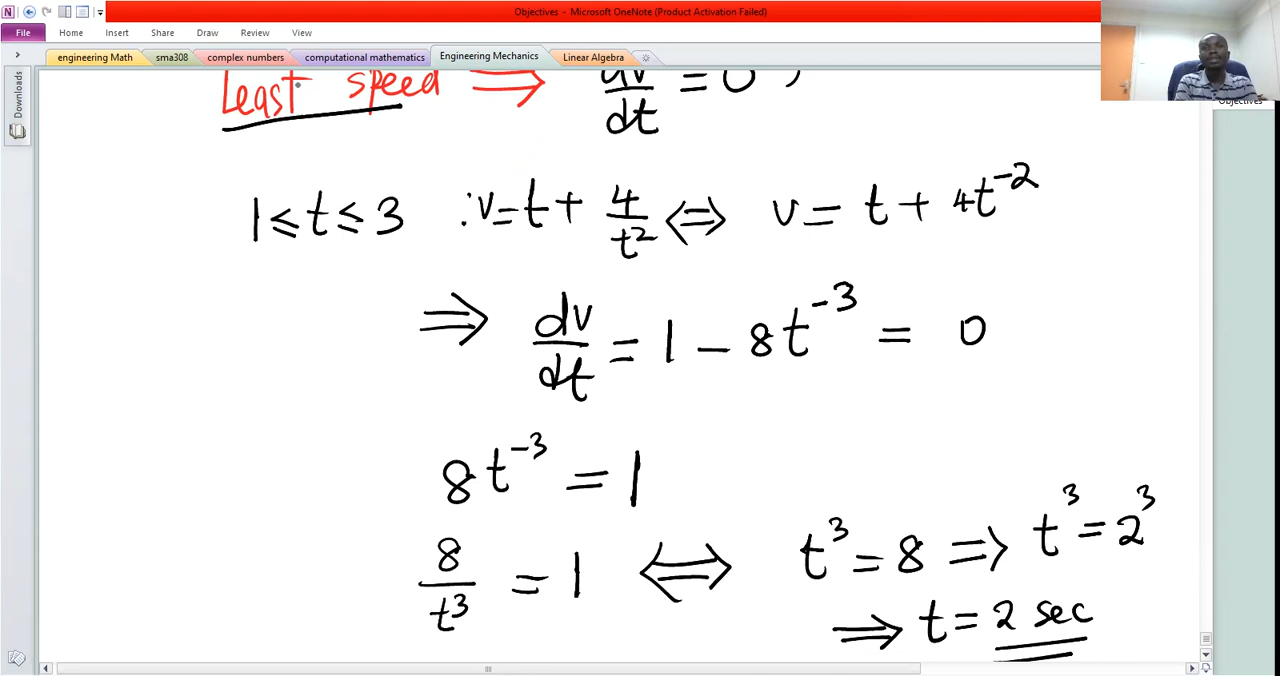 Objectives - Microsoft OneNote (Product Activation Failed)
File Home Insert Share Draw Review View
engineering Math sma308 complex numbers computational mathematics Engineering Mechanics Linear Algebra
Downloads
Objectives
Least speed ⟹ dv/dt = 0,
1 ≤ t ≤ 3 ∴ v = t + 4/t² ⟺ v = t + 4t⁻²
⟹ dv/dt = 1 − 8t⁻³ = 0
8t⁻³ = 1
8/t³ = 1 ⟺ t³ = 8 ⟹ t³ = 2³
⟹ t = 2 sec